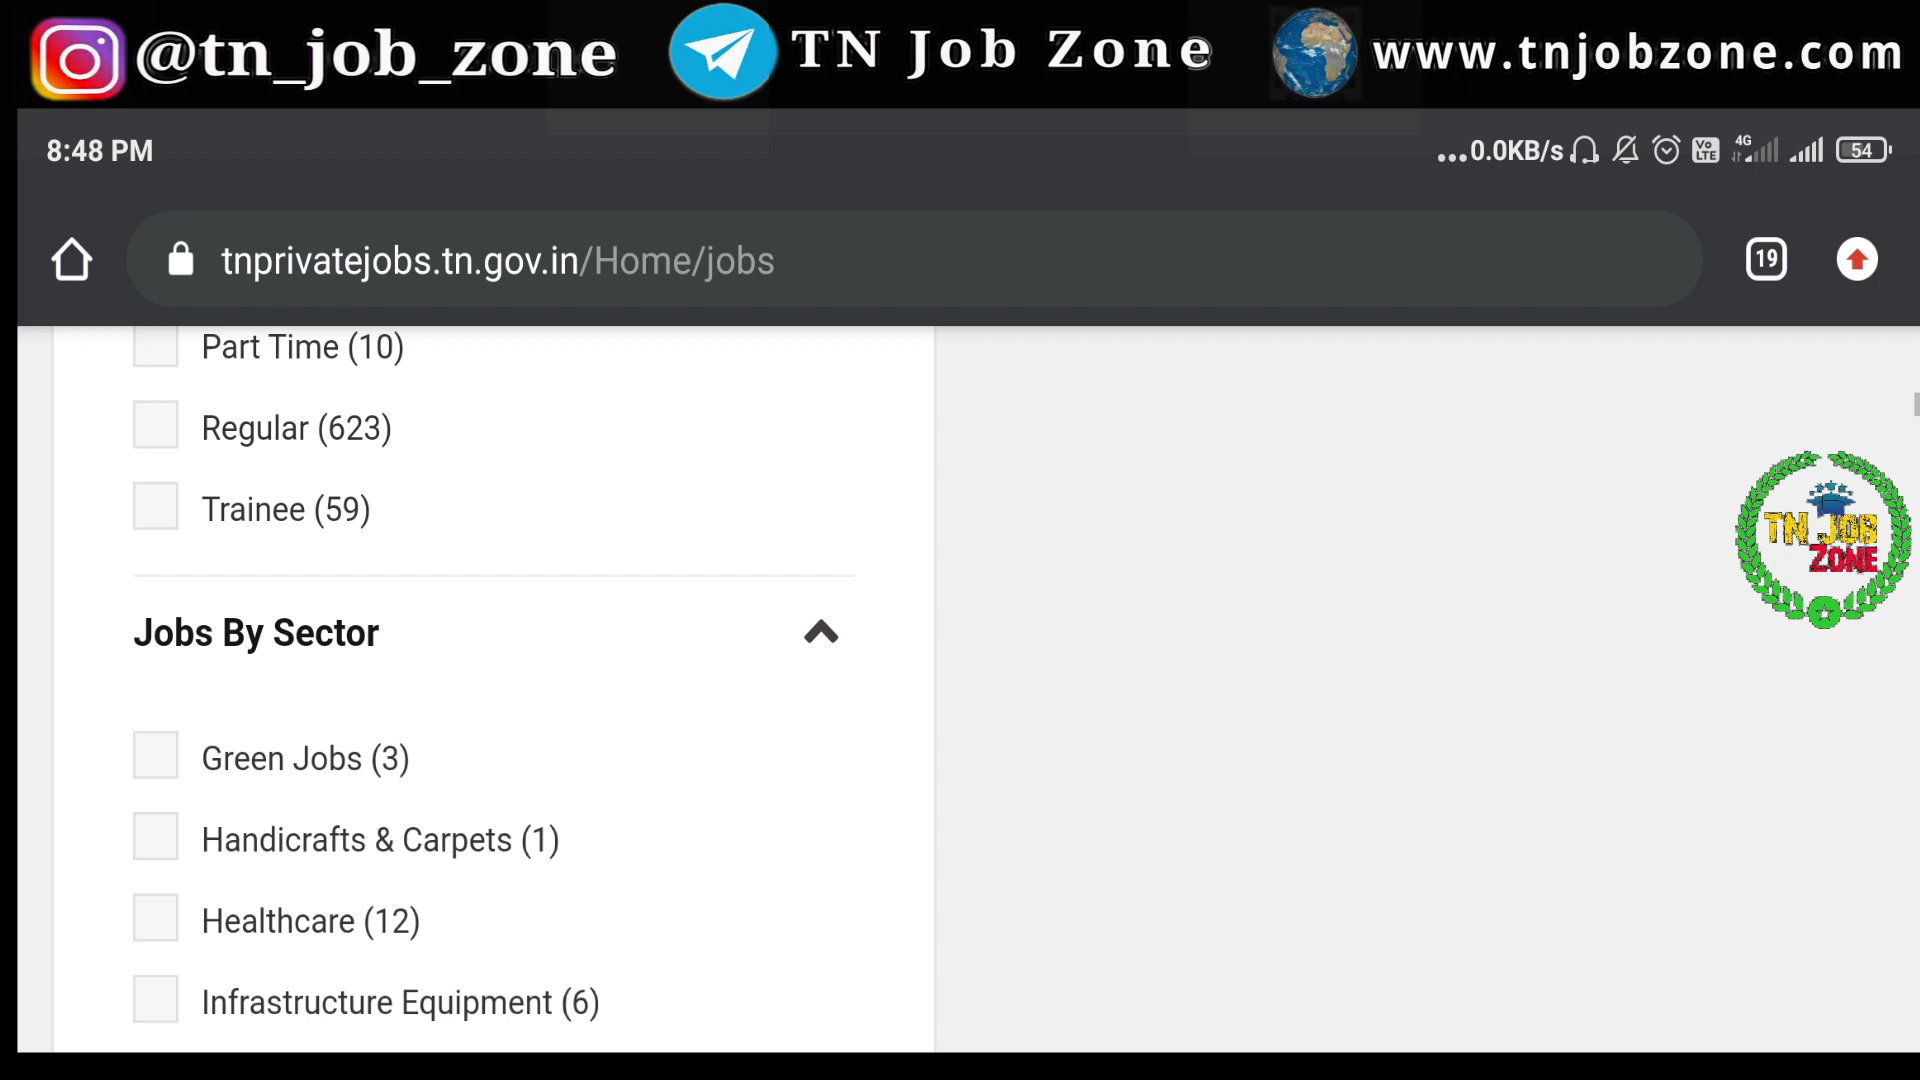 @tn_job_zone TN Job Zone www.tnjobzone.com
8:48 PM ...0.0KB/s Vo LTE 4G 54
tnprivatejobs.tn.gov.in/Home/jobs 19
Part Time (10)
Regular (623)
Trainee (59)
TN JOB
ZONE
Jobs By Sector
Green Jobs (3)
Handicrafts & Carpets (1)
Healthcare (12)
Infrastructure Equipment (6)